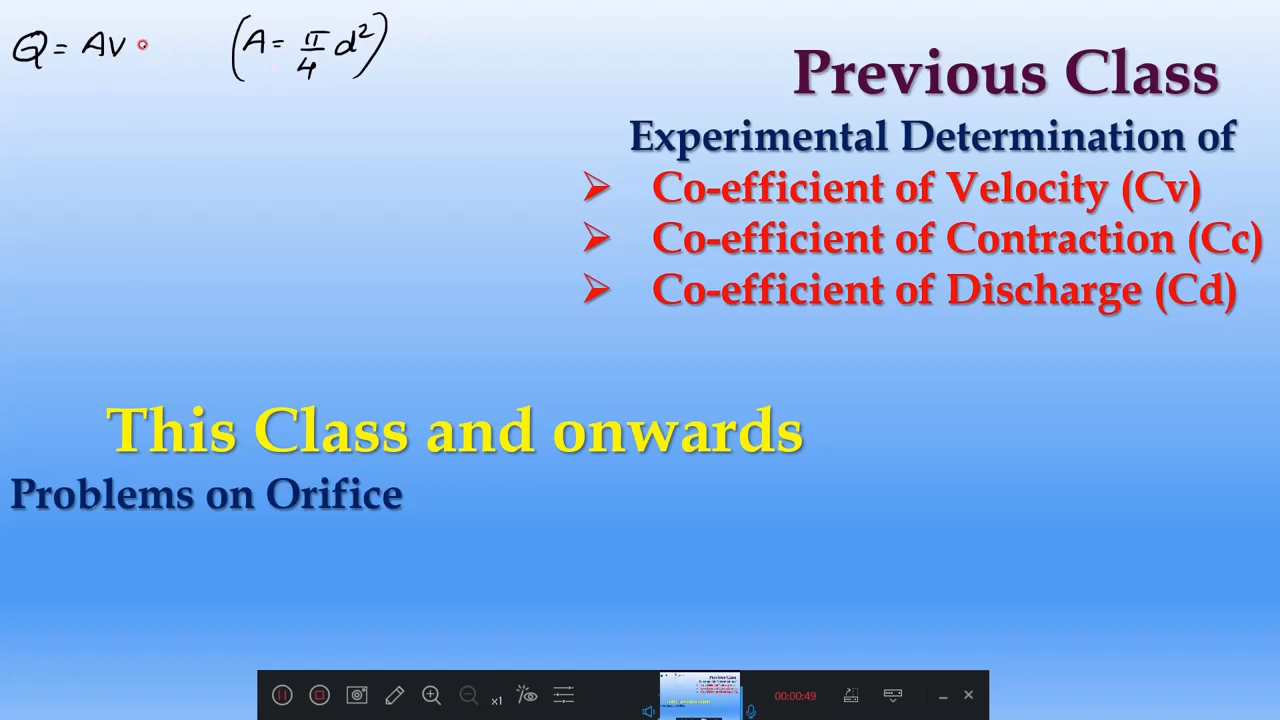 Q = AV (A = π/4 d²)
Previous Class
Experimental Determination of
➢ Co-efficient of Velocity (Cv)
➢ Co-efficient of Contraction (Cc)
➢ Co-efficient of Discharge (Cd)
This Class and onwards
Problems on Orifice
x1
00:00:49